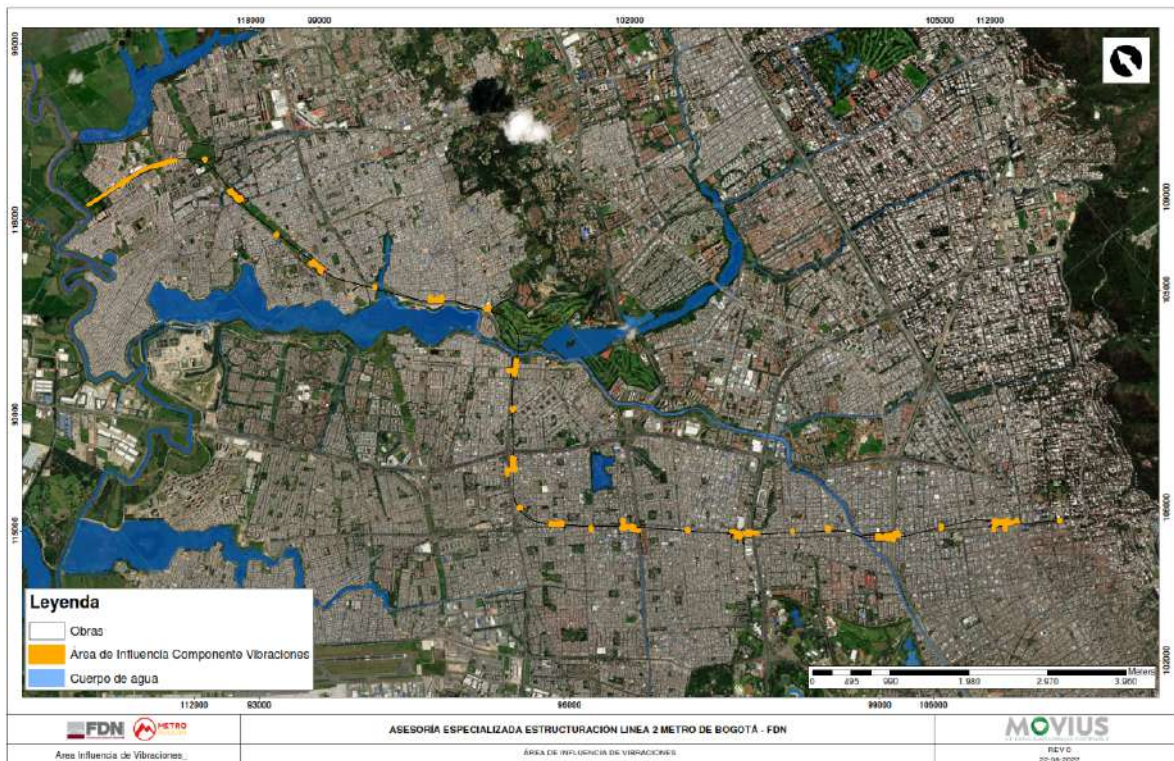 118000 99000 102000 105000 112000
96000
109000
118000
105000
93000
106000
115000
102000
Leyenda
Obras
Área de Influencia Componente Vibraciones
Cuerpo de agua
Meters
0 495 990 1.980 2.970 3.960
112000 93000 96000 99000 109000
FDN
METRO
ASESORÍA ESPECIALIZADA ESTRUCTURACIÓN LINEA 2 METRO DE BOGOTÁ - FDN
MOVIUS
Área Influencia de Vibraciones_
ÁREA DE INFLUENCIA DE VIBRACIONES
REV 0